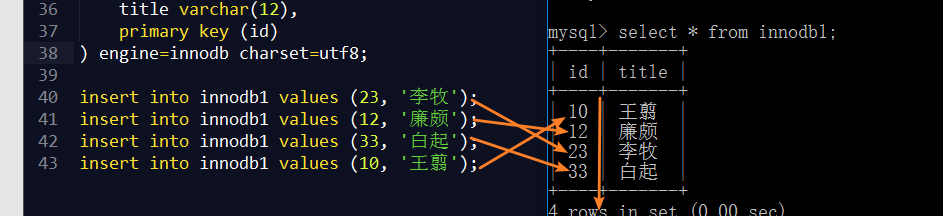 36 title varchar(12),
37 primary key (id)
38 ) engine=innodb charset=utf8;
39
40 insert into innodb1 values (23, '李牧');
41 insert into innodb1 values (12, '廉颇');
42 insert into innodb1 values (33, '白起');
43 insert into innodb1 values (10, '王翦');
mysql> select * from innodb1;
+----+-------+
| id | title |
+----+-------+
| 10 | 王翦
| 12 | 廉颇
| 23 | 李牧
| 33 | 白起
+----+-------+
4 rows in set (0.00 sec)